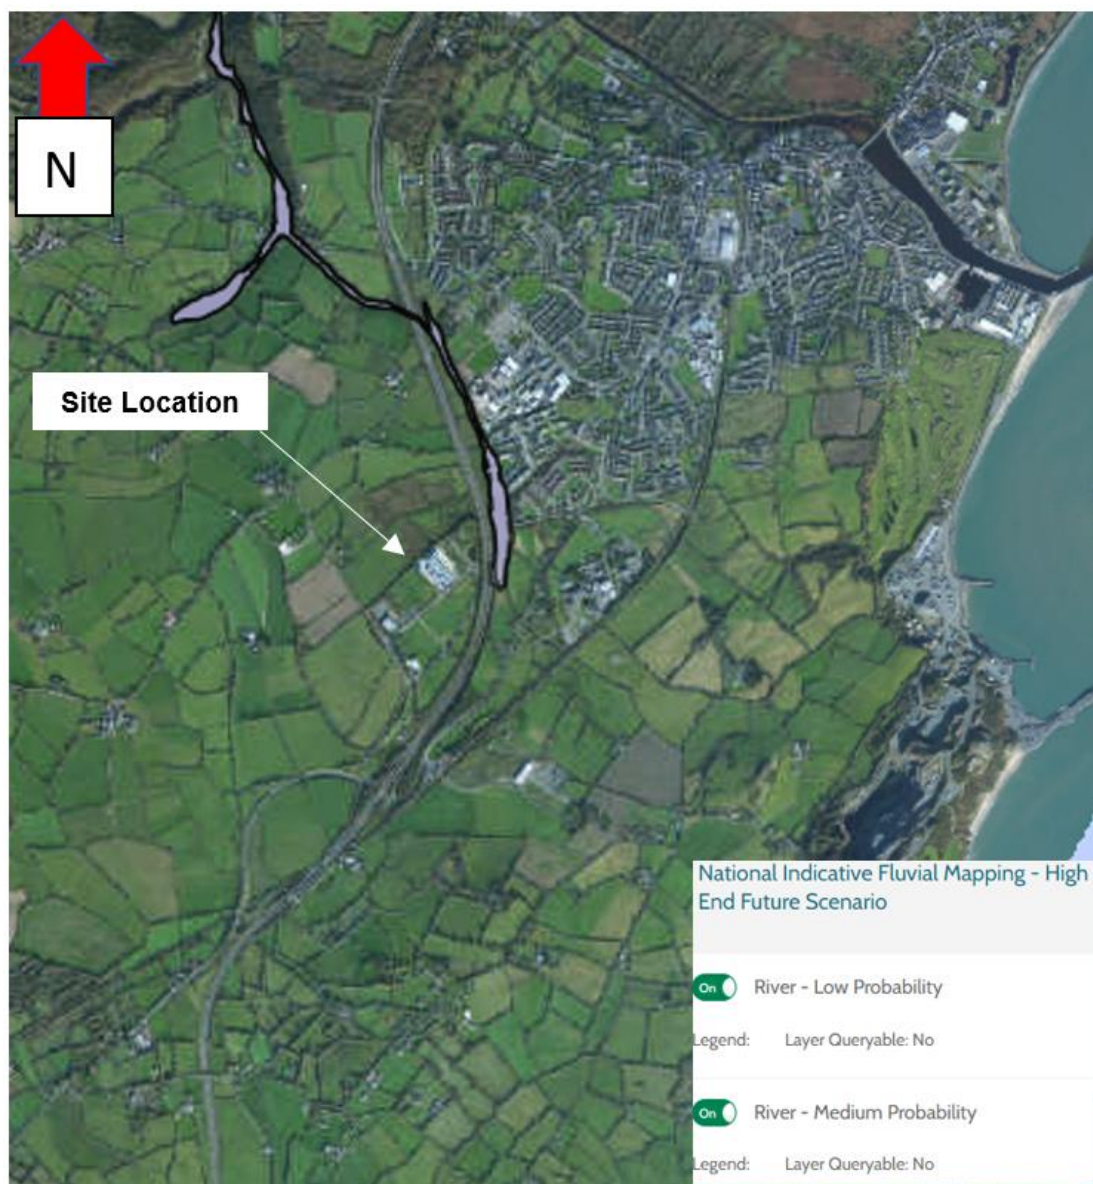 N
Site Location
National Indicative Fluvial Mapping - High
End Future Scenario
On River - Low Probability
Legend: Layer Queryable: No
On River - Medium Probability
Legend: Layer Queryable: No